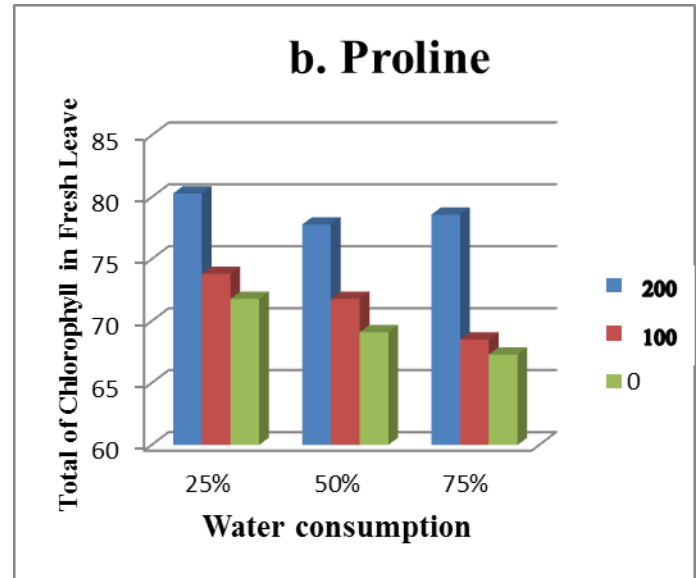 b. Proline
Total of Chlorophyll in Fresh Leave
85
80
75
70
65
60
25% 50% 75%
Water consumption
200
100
0